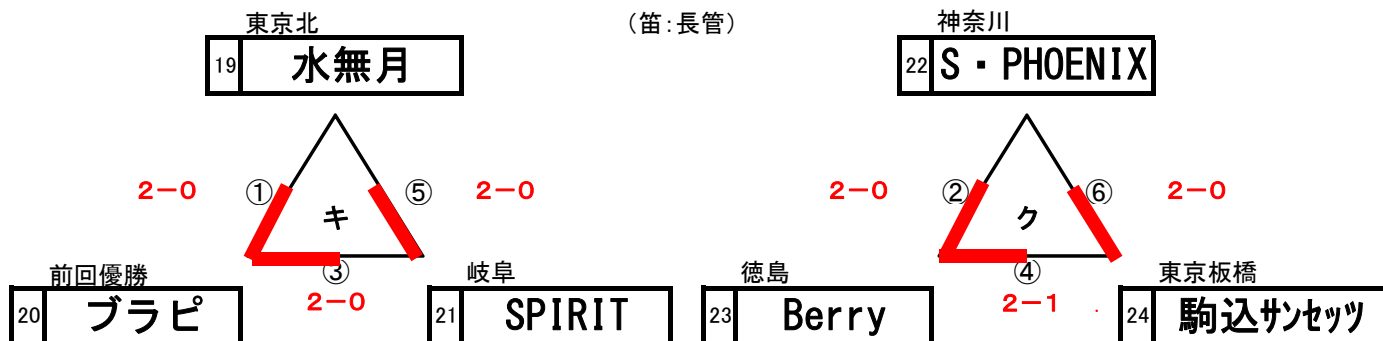 東京北
(笛:長管)
神奈川
19 水無月
22 S・PHOENIX
2-0 ① ⑤ 2-0
キ
2-0 ② ⑥ 2-0
ク
前回優勝
③
岐阜
徳島
④
東京板橋
20 ブラピ
2-0
21 SPIRIT
23 Berry
2-1
24 駒込サンセッツ